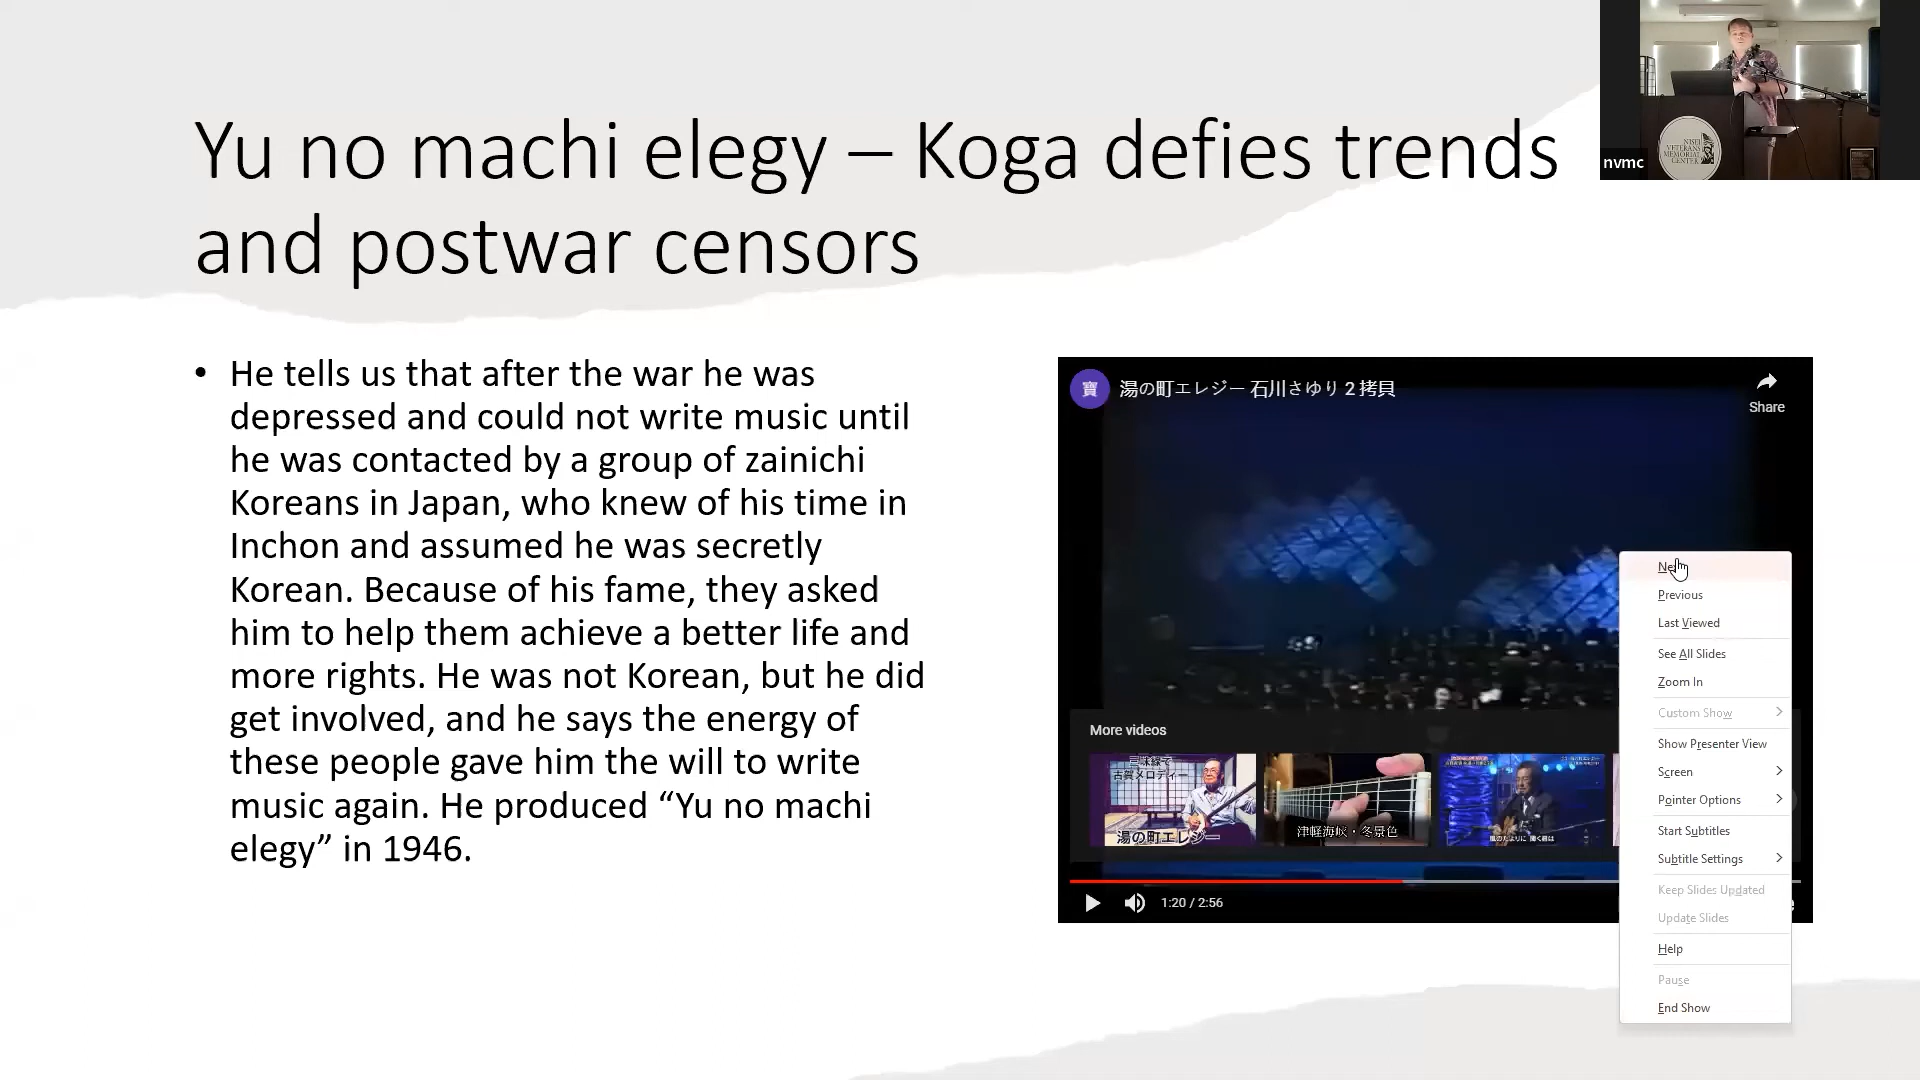 Yu no machi elegy – Koga defies trends
and postwar censors
nvmc
NISEI
VETERANS
MEMORIAL
CENTER
• He tells us that after the war he was
depressed and could not write music until
he was contacted by a group of zainichi
Koreans in Japan, who knew of his time in
Inchon and assumed he was secretly
Korean. Because of his fame, they asked
him to help them achieve a better life and
more rights. He was not Korean, but he did
get involved, and he says the energy of
these people gave him the will to write
music again. He produced “Yu no machi
elegy” in 1946.
寶
湯の町エレジー 石川さゆり 2 拷貝
Share
More videos
三味線で
古賀メロディー
湯の町エレジー
津軽海峡・冬景色
1:20 / 2:56
Previous
Last Viewed
See All Slides
Zoom In
Custom Show
Show Presenter View
Screen
Pointer Options
Start Subtitles
Subtitle Settings
Keep Slides Updated
Update Slides
Help
Pause
End Show